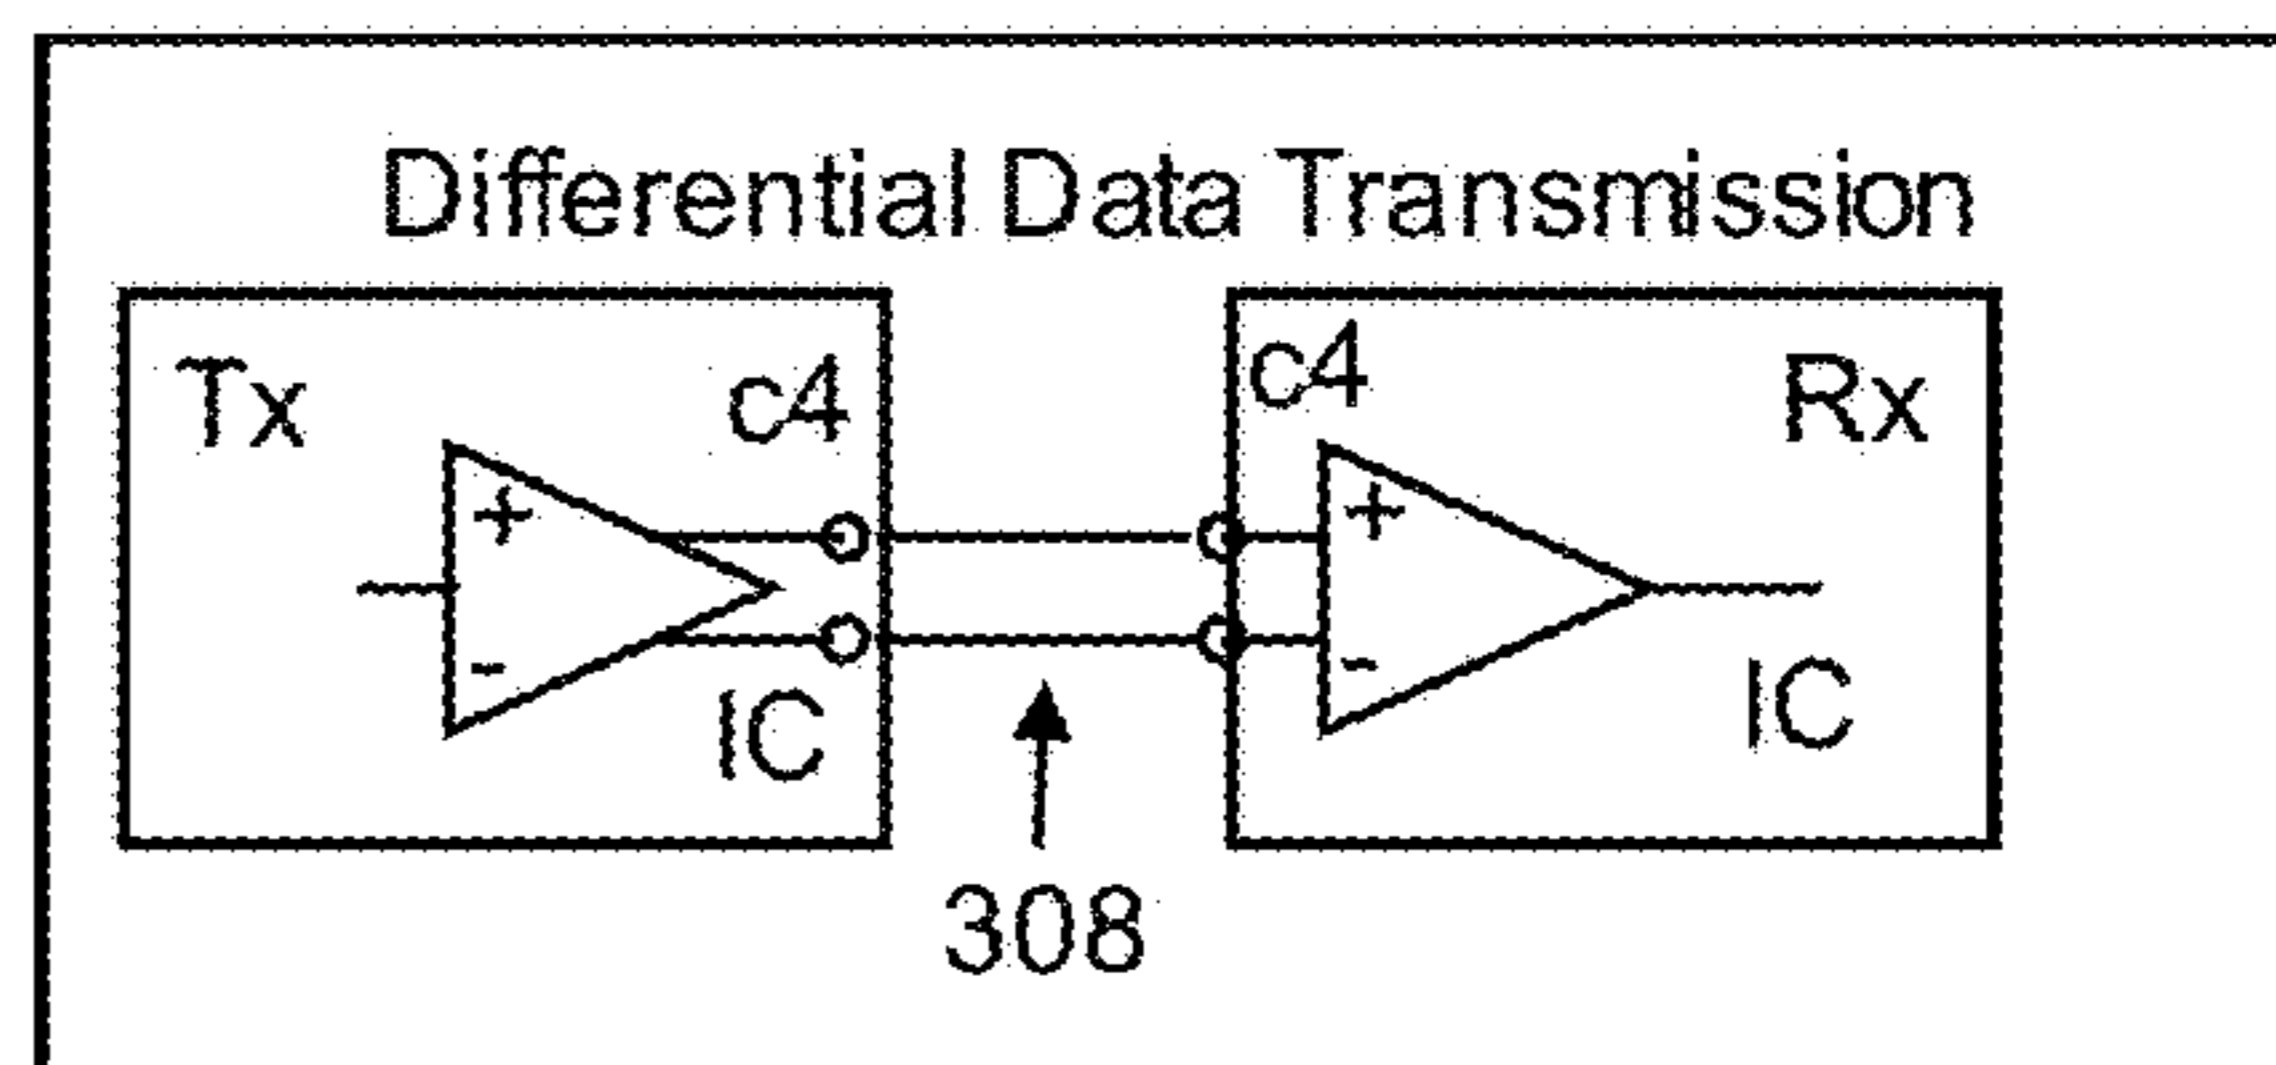 Differential Data Transmission
Tx c4 c4 Rx
+ +
- -
IC IC
308